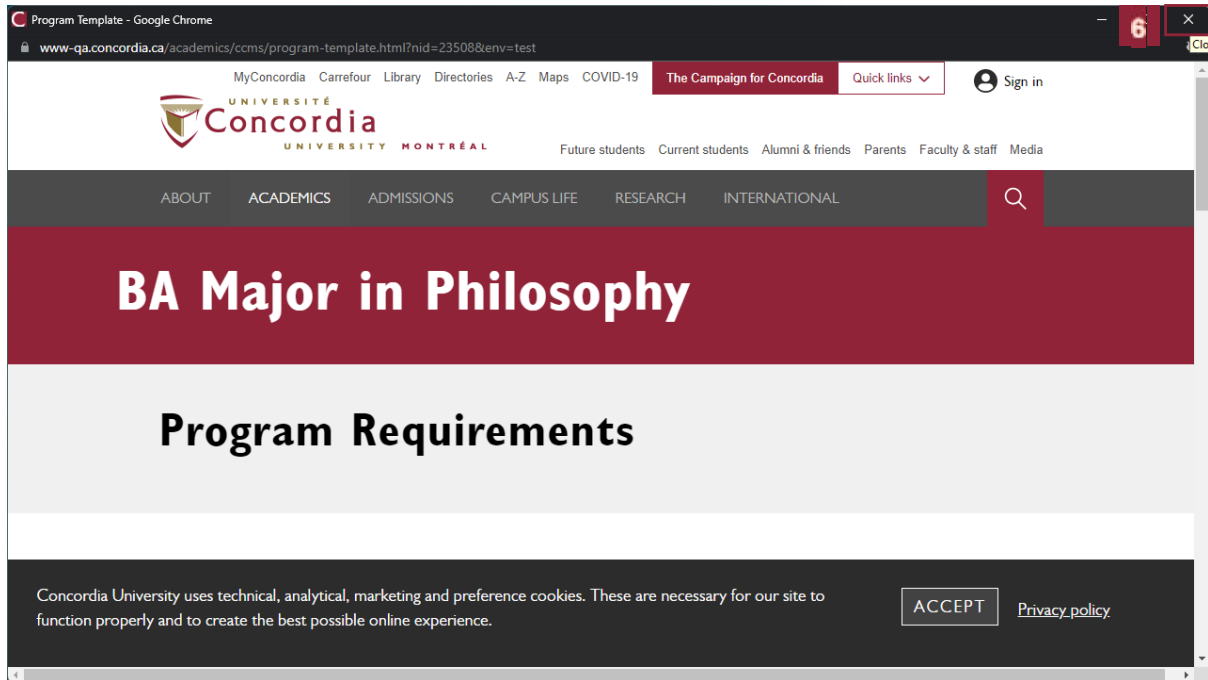 Program Template - Google Chrome
6
www-qa.concordia.ca/academics/ccms/program-template.html?nid=23508&env=test
Clo
MyConcordia Carrefour Library Directories A-Z Maps COVID-19 The Campaign for Concordia Quick links Sign in
UNIVERSITÉ
Concordia
UNIVERSITY MONTRÉAL
Future students Current students Alumni & friends Parents Faculty & staff Media
ABOUT ACADEMICS ADMISSIONS CAMPUS LIFE RESEARCH INTERNATIONAL
BA Major in Philosophy
Program Requirements
Concordia University uses technical, analytical, marketing and preference cookies. These are necessary for our site to
function properly and to create the best possible online experience.
ACCEPT Privacy policy